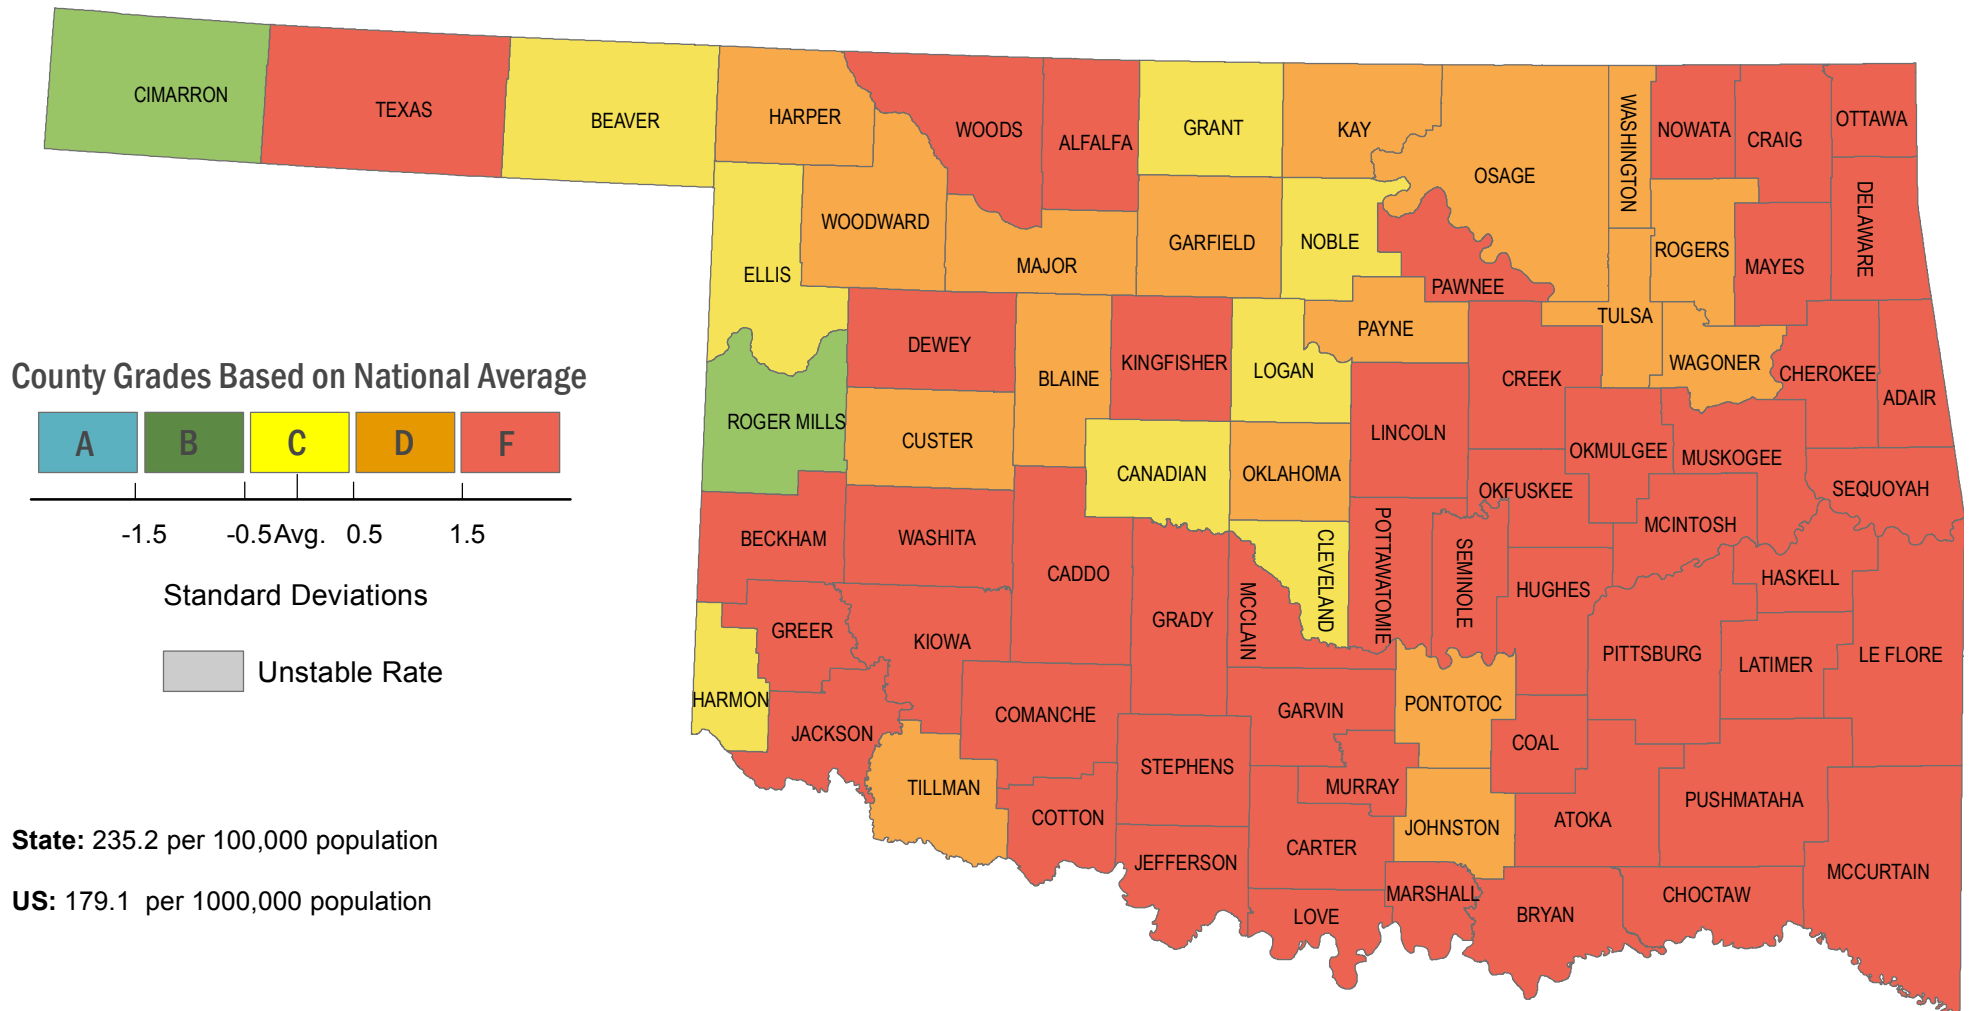 CIMARRON
TEXAS
BEAVER
HARPER
WOODS
ALFALFA
GRANT
KAY
OSAGE
WASHINGTON
NOWATA
CRAIG
OTTAWA
DELAWARE
WOODWARD
ELLIS
MAJOR
GARFIELD
NOBLE
PAWNEE
ROGERS
MAYES
DEWEY
BLAINE
KINGFISHER
LOGAN
PAYNE
CREEK
TULSA
WAGONER
CHEROKEE
ADAIR
County Grades Based on National Average
A B C D F
-1.5 -0.5 Avg. 0.5 1.5
Standard Deviations
Unstable Rate
ROGER MILLS
CUSTER
CANADIAN
OKLAHOMA
LINCOLN
OKMULGEE
MUSKOGEE
SEQUOYAH
OKFUSKEE
MCINTOSH
BECKHAM
WASHITA
CADDO
GRADY
MCCLAIN
CLEVELAND
POTTAWATOMIE
SEMINOLE
HUGHES
HASKELL
GREER
KIOWA
PITTSBURG
LATIMER
LE FLORE
HARMON
JACKSON
COMANCHE
GARVIN
PONTOTOC
COAL
STEPHENS
MURRAY
TILLMAN
COTTON
JOHNSTON
ATOKA
PUSHMATAHA
JEFFERSON
CARTER
MCCURTAIN
LOVE
MARSHALL
BRYAN
CHOCTAW
State: 235.2 per 100,000 population
US: 179.1 per 1000,000 population